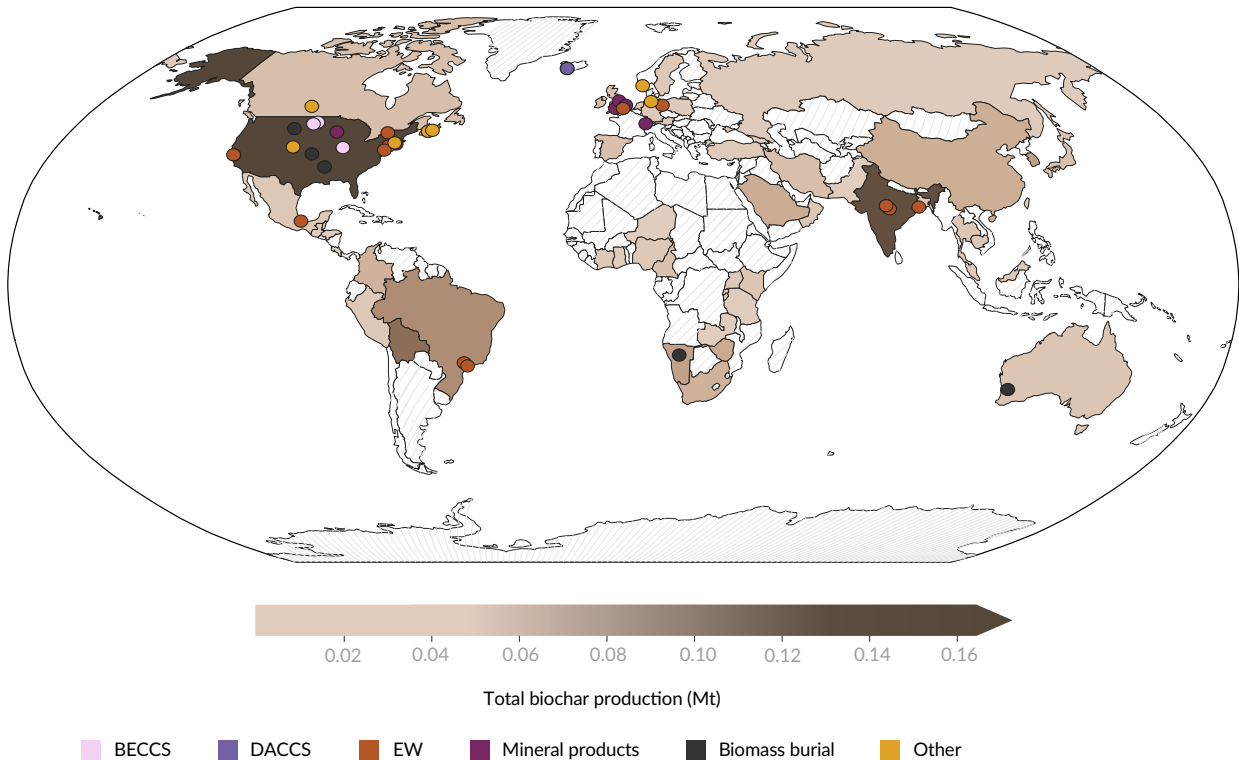 0.02 0.04 0.06 0.08 0.10 0.12 0.14 0.16
Total biochar production (Mt)
BECCS DACCS EW Mineral products Biomass burial Other